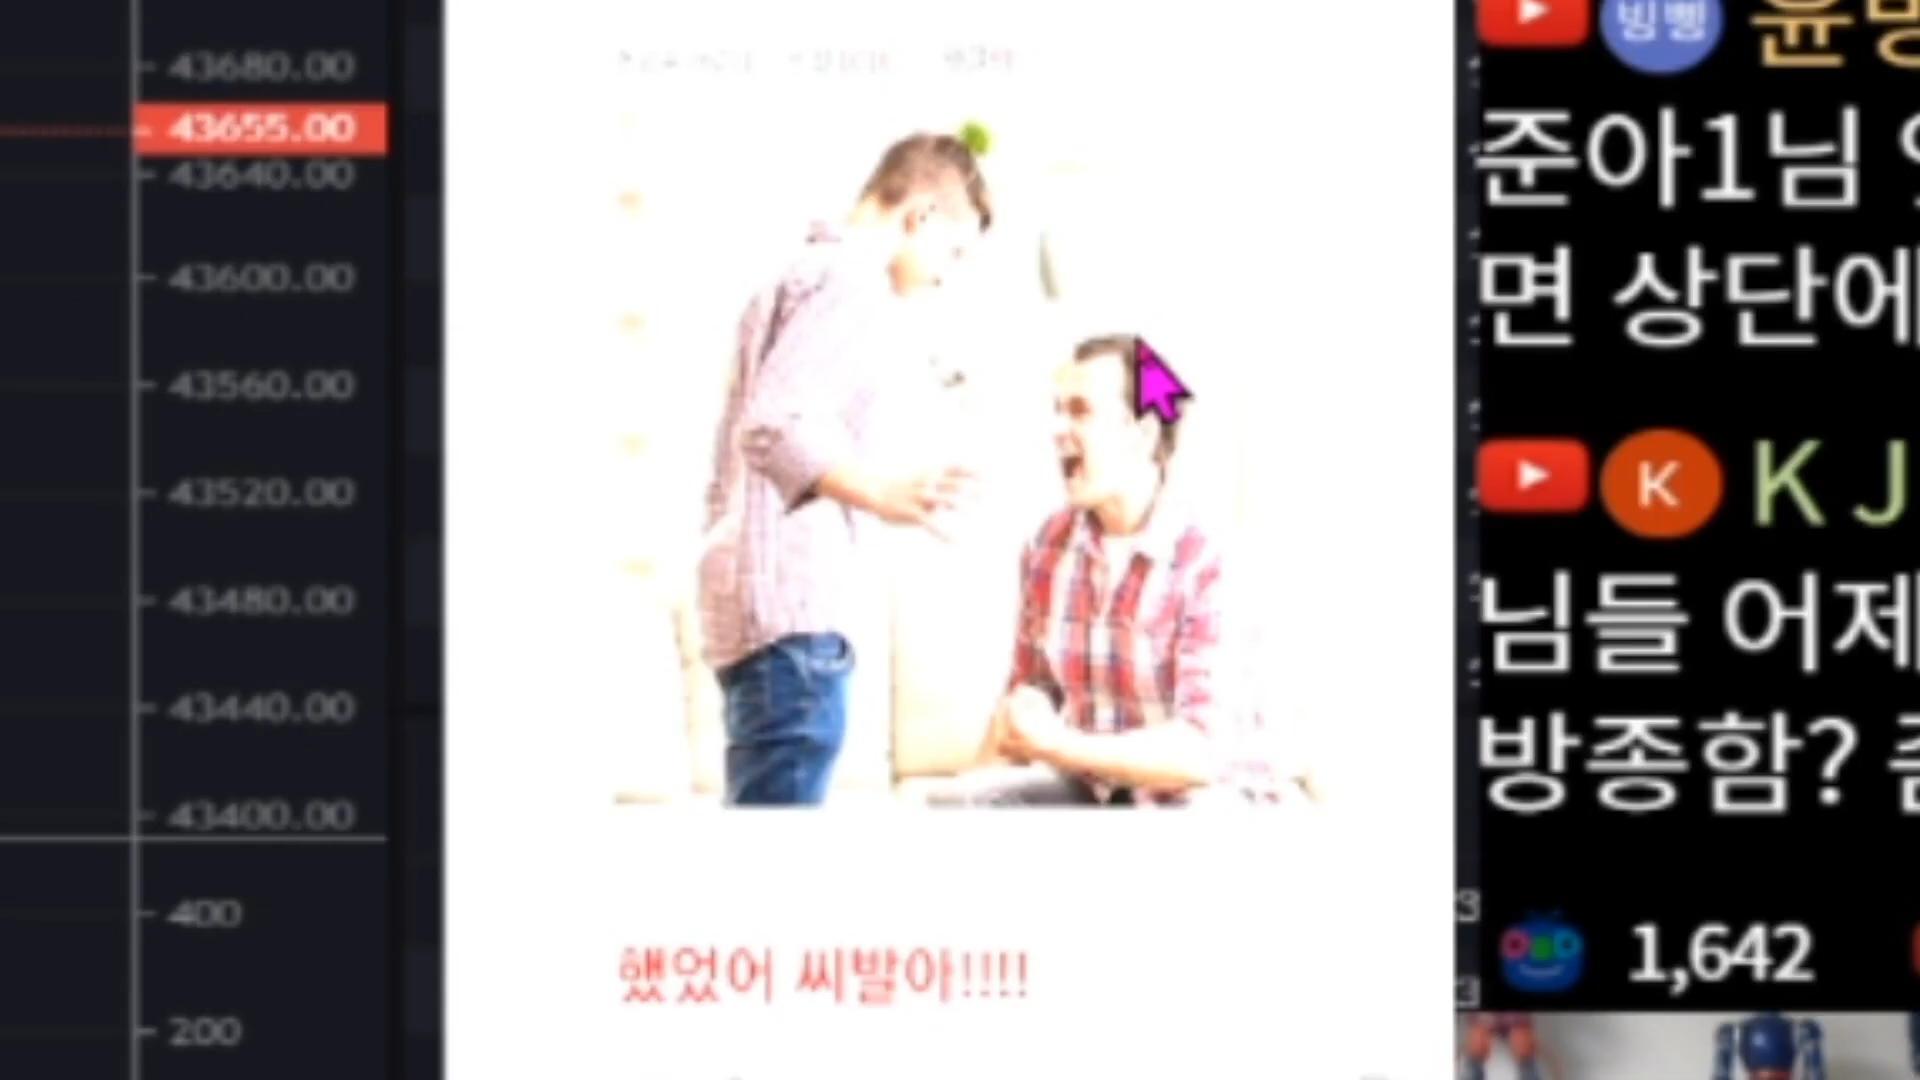 43680.00
43655.00
43640.00
43600.00
43560.00
43520.00
43480.00
43440.00
43400.00
400
200
했었어 씨발아!!!!
빙벵
준아1님
면 상단에
K
K J
님들 어제
방종함?
1,642